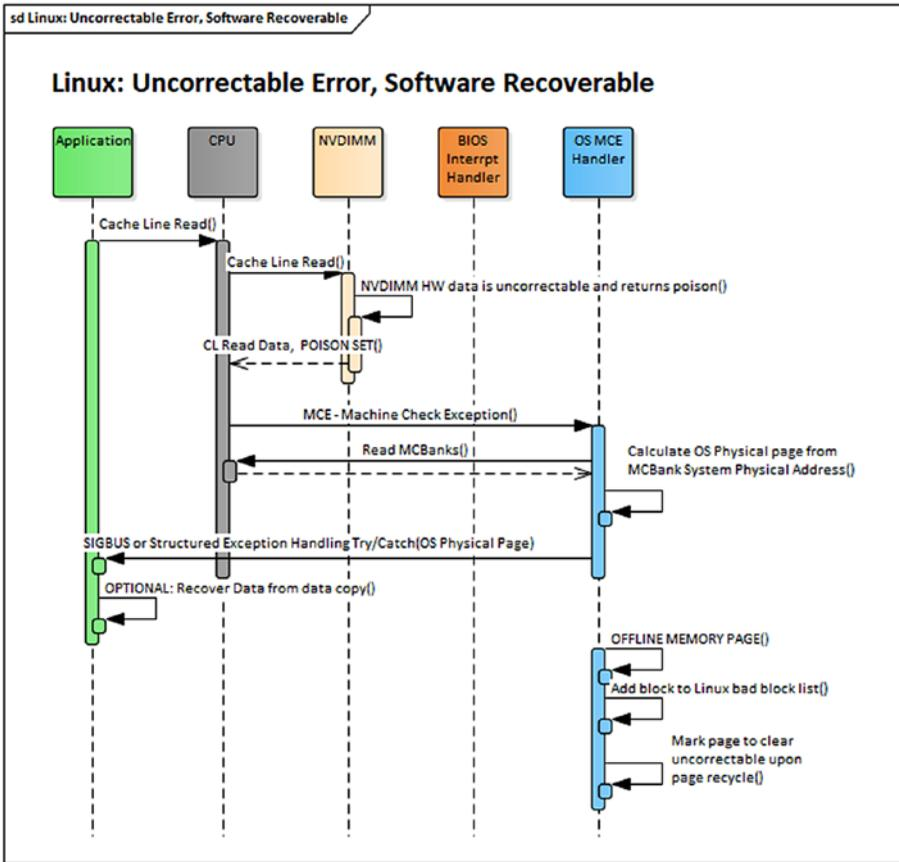 sd Linux: Uncorrectable Error, Software Recoverable
Linux: Uncorrectable Error, Software Recoverable
Application
CPU
NVDIMM
BIOS
Interrpt
Handler
OS MCE
Handler
Cache Line Read()
Cache Line Read()
NVDIMM HW data is uncorrectable and returns poison()
CL Read Data, POISON SET()
MCE - Machine Check Exception()
Read MCBanks()
Calculate OS Physical page from
MCBank System Physical Address()
SIGBUS or Structured Exception Handling Try/Catch(OS Physical Page)
OPTIONAL: Recover Data from data copy()
OFFLINE MEMORY PAGE()
Add block to Linux bad block list()
Mark page to clear
uncorrectable upon
page recycle()